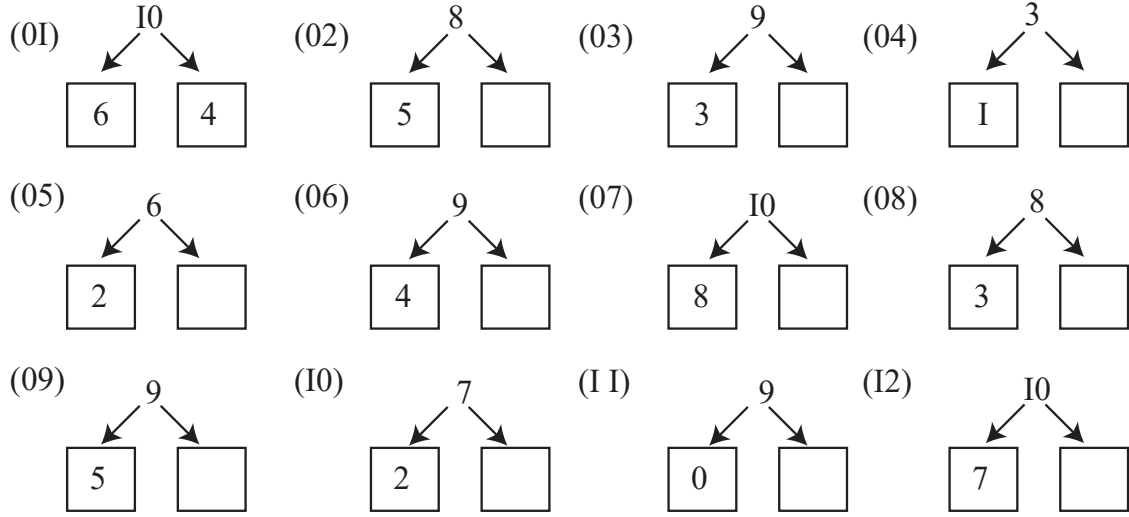 (0I) I0 (02) 8 (03) 9 (04) 3
6 4 5 3 I
(05) 6 (06) 9 (07) I0 (08) 8
2 4 8 3
(09) 9 (I0) 7 (I I) 9 (I2) I0
5 2 0 7